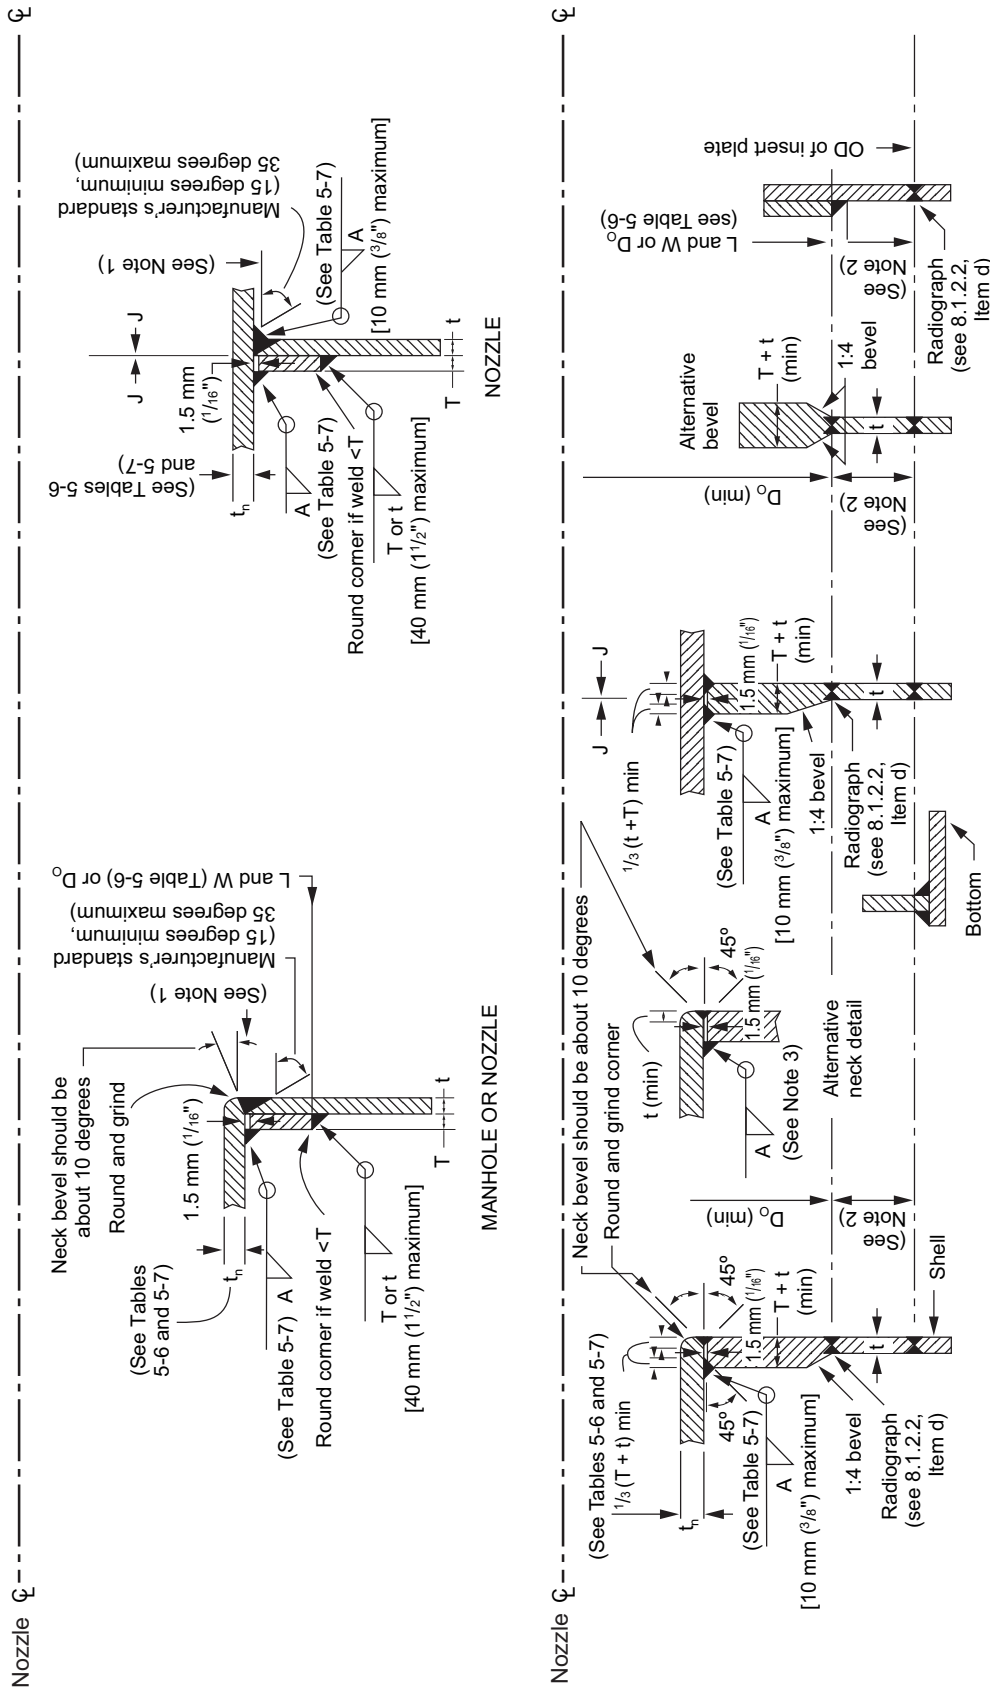 Nozzle ℄
℄
Neck bevel should be
about 10 degrees
Round and grind
1.5 mm (1/16")
(See Tables
5-6 and 5-7)
tn
(See Table 5-7)
A
Round corner if weld <T
T or t
[40 mm (11/2") maximum]
(See Note 1)
Manufacturer's standard
(15 degrees minimum,
35 degrees maximum)
L and W (Table 5-6) or DO
T
t
MANHOLE OR NOZZLE
J
J
1.5 mm
(1/16")
(See Tables 5-6
and 5-7)
tn
A
(See Table 5-7)
Round corner if weld <T
T or t
[40 mm (11/2") maximum]
(See Note 1)
Manufacturer's standard
(15 degrees minimum,
35 degrees maximum)
(See Table 5-7)
A
[10 mm (3/8") maximum]
T
t
NOZZLE
Nozzle ℄
℄
Neck bevel should be about 10 degrees
Round and grind corner
(See Tables 5-6 and 5-7)
1/3 (T + t) min
tn
45º
45º
1.5 mm (1/16")
T + t
(min)
(See Table 5-7)
A
[10 mm (3/8") maximum]
1:4 bevel
Radiograph
(see 8.1.2.2,
Item d)
t
Shell
DO (min)
(See
Note 2)
t (min)
45º
1.5 mm (1/16")
A
(See Note 3)
Alternative
neck detail
Bottom
1/3 (t +T) min
J
J
1.5 mm (1/16")
T + t
(min)
(See Table 5-7)
A
[10 mm (3/8") maximum]
1:4 bevel
Radiograph
(see 8.1.2.2,
Item d)
t
DO (min)
(See
Note 2)
Alternative
bevel
T + t
(min)
1:4
bevel
t
L and W or DO
(see Table 5-6)
(See
Note 2)
OD of insert plate
Radiograph
(see 8.1.2.2,
Item d)